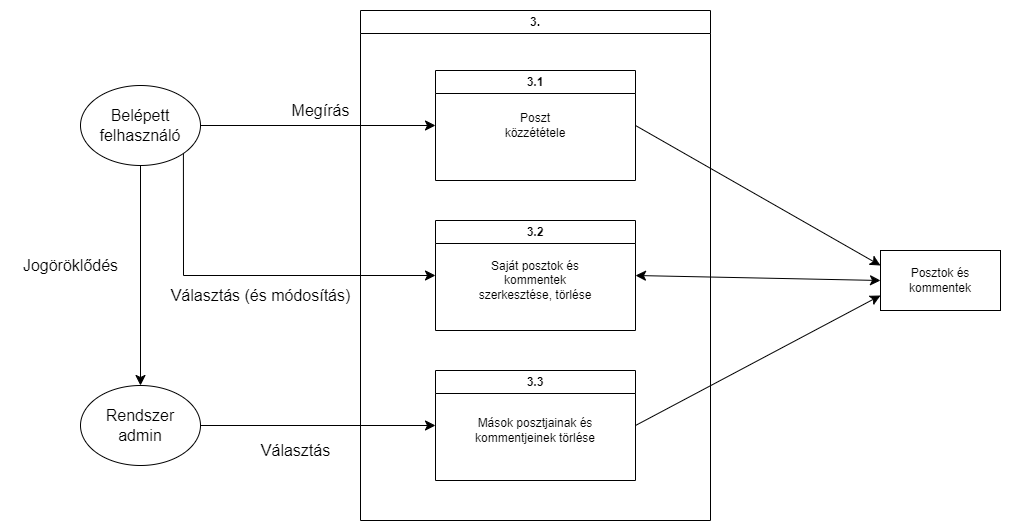 3.
3.1
Megírás
Belépett
felhasználó
Poszt
közzététele
3.2
Jogöröklődés
Saját posztok és
kommentek
szerkesztése, törlése
Választás (és módosítás)
Posztok és
kommentek
3.3
Rendszer
admin
Mások posztjainak és
kommentjeinek törlése
Választás